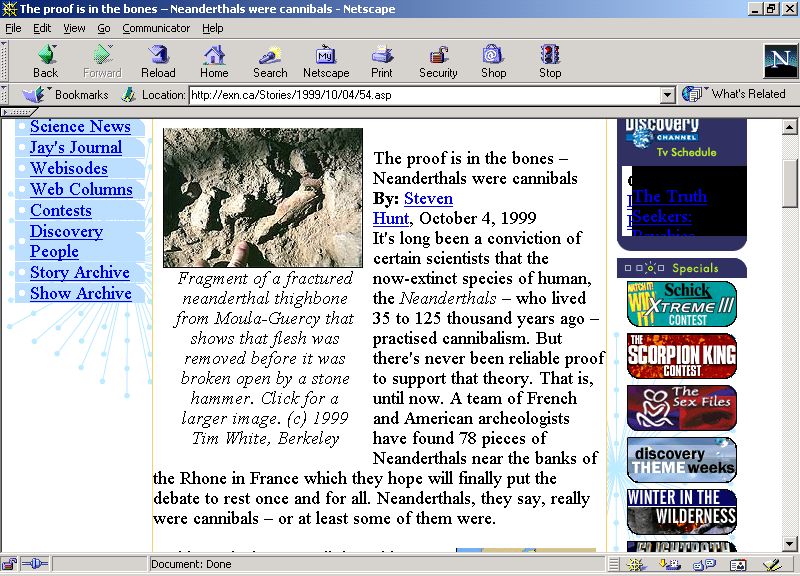 The proof is in the bones – Neanderthals were cannibals - Netscape
File Edit View Go Communicator Help
Back Forward Reload Home Search Netscape Print Security Shop Stop
My
N
Bookmarks Location: http://exn.ca/Stories/1999/10/04/54.asp What's Related
Science News
Jay's Journal
Webisodes
Web Columns
Contests
Discovery
People
Story Archive
Show Archive
Fragment of a fractured
neanderthal thighbone
from Moula-Guercy that
shows that flesh was
removed before it was
broken open by a stone
hammer. Click for a
larger image. (c) 1999
Tim White, Berkeley
The proof is in the bones –
Neanderthals were cannibals
By: Steven
Hunt, October 4, 1999
It's long been a conviction of
certain scientists that the
now-extinct species of human,
the Neanderthals – who lived
35 to 125 thousand years ago –
practised cannibalism. But
there's never been reliable proof
to support that theory. That is,
until now. A team of French
and American archeologists
have found 78 pieces of
Neanderthals near the banks of
the Rhone in France which they hope will finally put the
debate to rest once and for all. Neanderthals, they say, really
were cannibals – or at least some of them were.
Discovery
CHANNEL
Tv Schedule
The Truth
Seekers:
Specials
WATCH IT!
WIN IT!
Schick
XTREME III
CONTEST
THE
SCORPION KING
CONTEST
The
Sex Files
discovery
THEME weeks
WINTER IN THE
WILDERNESS
Document: Done